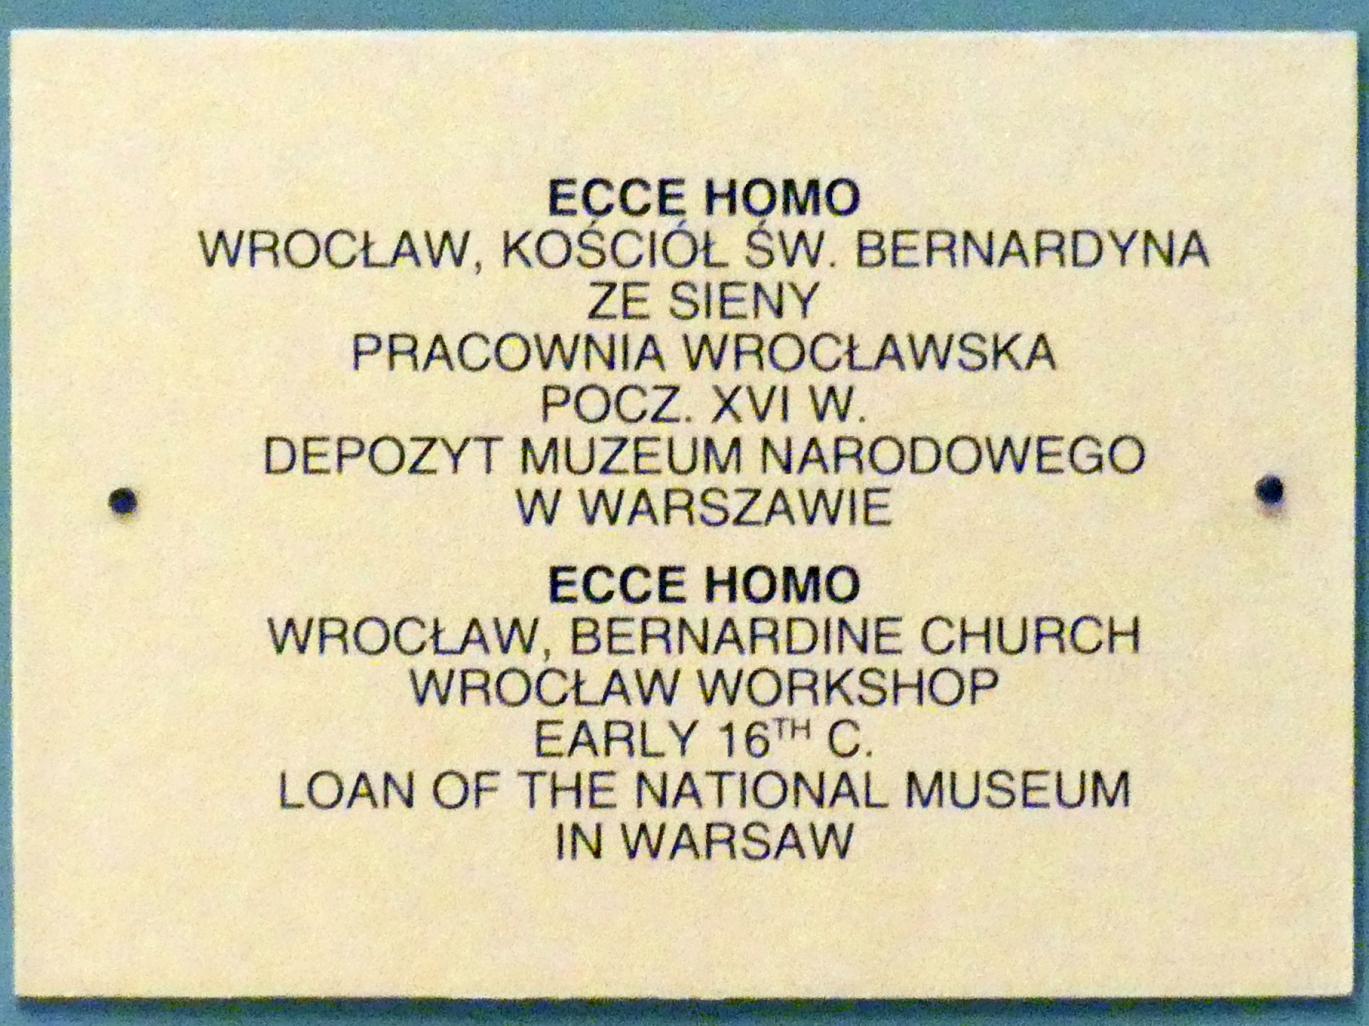 ECCE HOMO
WROCŁAW, KOŚCIÓŁ ŚW. BERNARDYNA
ZE SIENY
PRACOWNIA WROCŁAWSKA
POCZ. XVI W.
DEPOZYT MUZEUM NARODOWEGO
W WARSZAWIE
ECCE HOMO
WROCŁAW, BERNARDINE CHURCH
WROCŁAW WORKSHOP
EARLY 16TH C.
LOAN OF THE NATIONAL MUSEUM
IN WARSAW